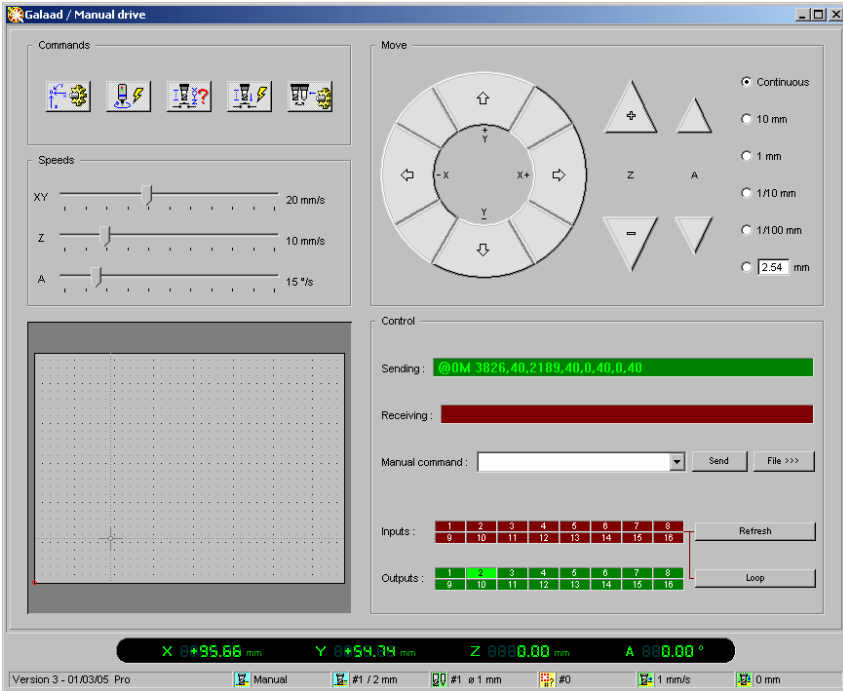 Galaad / Manual drive
Commands
Speeds
XY
20 mm/s
Z
10 mm/s
A
15 °/s
Move
+
Y
-X
X+
Y
-
+
Z
-
A
Continuous
10 mm
1 mm
1/10 mm
1/100 mm
2.54 mm
Control
Sending : @0M 3826,40,2189,40,0,40,0,40
Receiving :
Manual command : Send File >>>
Inputs : 1 2 3 4 5 6 7 8 Refresh
9 10 11 12 13 14 15 16
Outputs : 1 2 3 4 5 6 7 8 Loop
9 10 11 12 13 14 15 16
X +95.66 mm Y +54.74 mm Z 0.00 mm A 0.00 °
Version 3 - 01/03/05 Pro Manual #1 / 2 mm #1 ø 1 mm #0 1 mm/s 0 mm